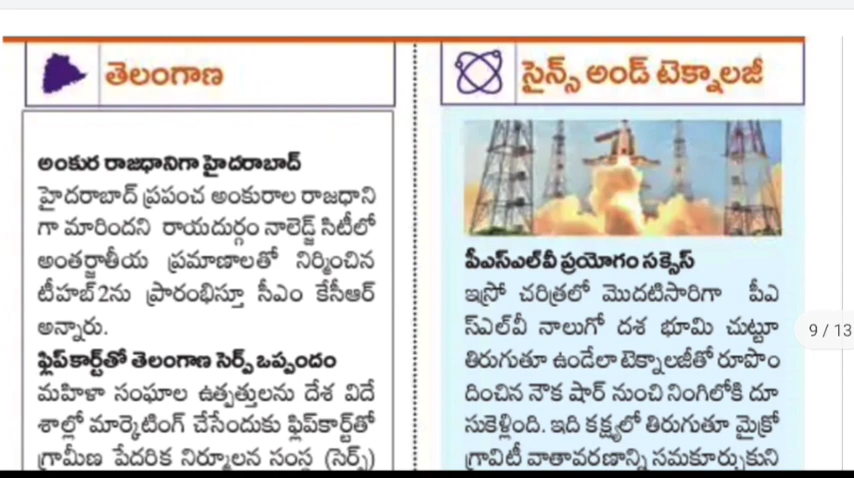 తెలంగాణ
అంకుర రాజధానిగా హైదరాబాద్
హైదరాబాద్ ప్రపంచ అంకురాల రాజధాని
గా మారిందని రాయదుర్గం నాలెడ్జ్ సిటీలో
అంతర్జాతీయ ప్రమాణాలతో నిర్మించిన
టీహబ్2ను ప్రారంభిస్తూ సీఎం కేసీఆర్
అన్నారు.
ఫ్లిప్‌కార్ట్‌తో తెలంగాణ సెర్ప్ ఒప్పందం
మహిళా సంఘాల ఉత్పత్తులను దేశ విదే
శాల్లో మార్కెటింగ్ చేసేందుకు ఫ్లిప్‌కార్ట్‌తో
గ్రామీణ పేదరిక నిర్మూలన సంస్థ (సెర్ప్)
సైన్స్ అండ్ టెక్నాలజీ
పీఎస్ఎల్‌వీ ప్రయోగం సక్సెస్
ఇస్రో చరిత్రలో మొదటిసారిగా పీఎ
స్ఎల్‌వీ నాలుగో దశ భూమి చుట్టూ
తిరుగుతూ ఉండేలా టెక్నాలజీతో రూపొం
దించిన నౌక షార్ నుంచి నింగిలోకి దూ
సుకెళ్లింది. ఇది కక్ష్యలో తిరుగుతూ మైక్రో
గ్రావిటీ వాతావరణాన్ని సమకూర్చుకుని
9 / 13